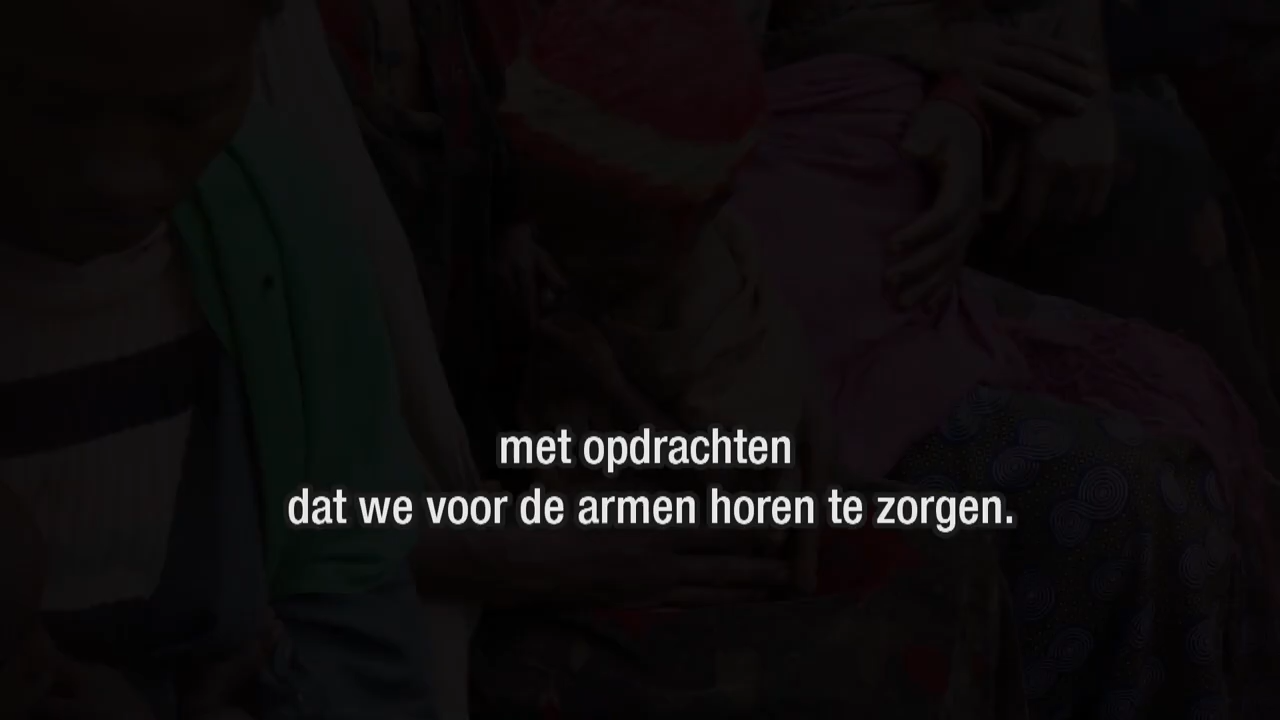 met opdrachten
dat we voor de armen horen te zorgen.